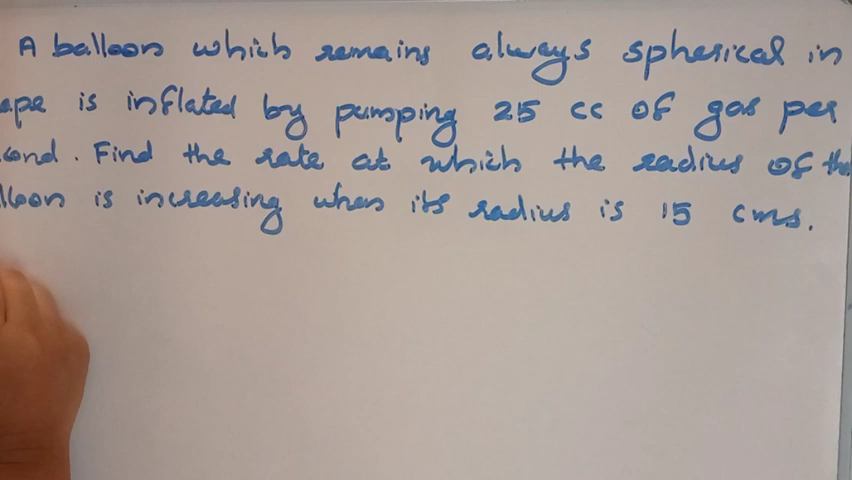 A balloon which remains always spherical in
ape is inflated by pumping 25 cc of gas per
cond. Find the rate at which the radius of the
lloon is increasing when its radius is 15 cms.